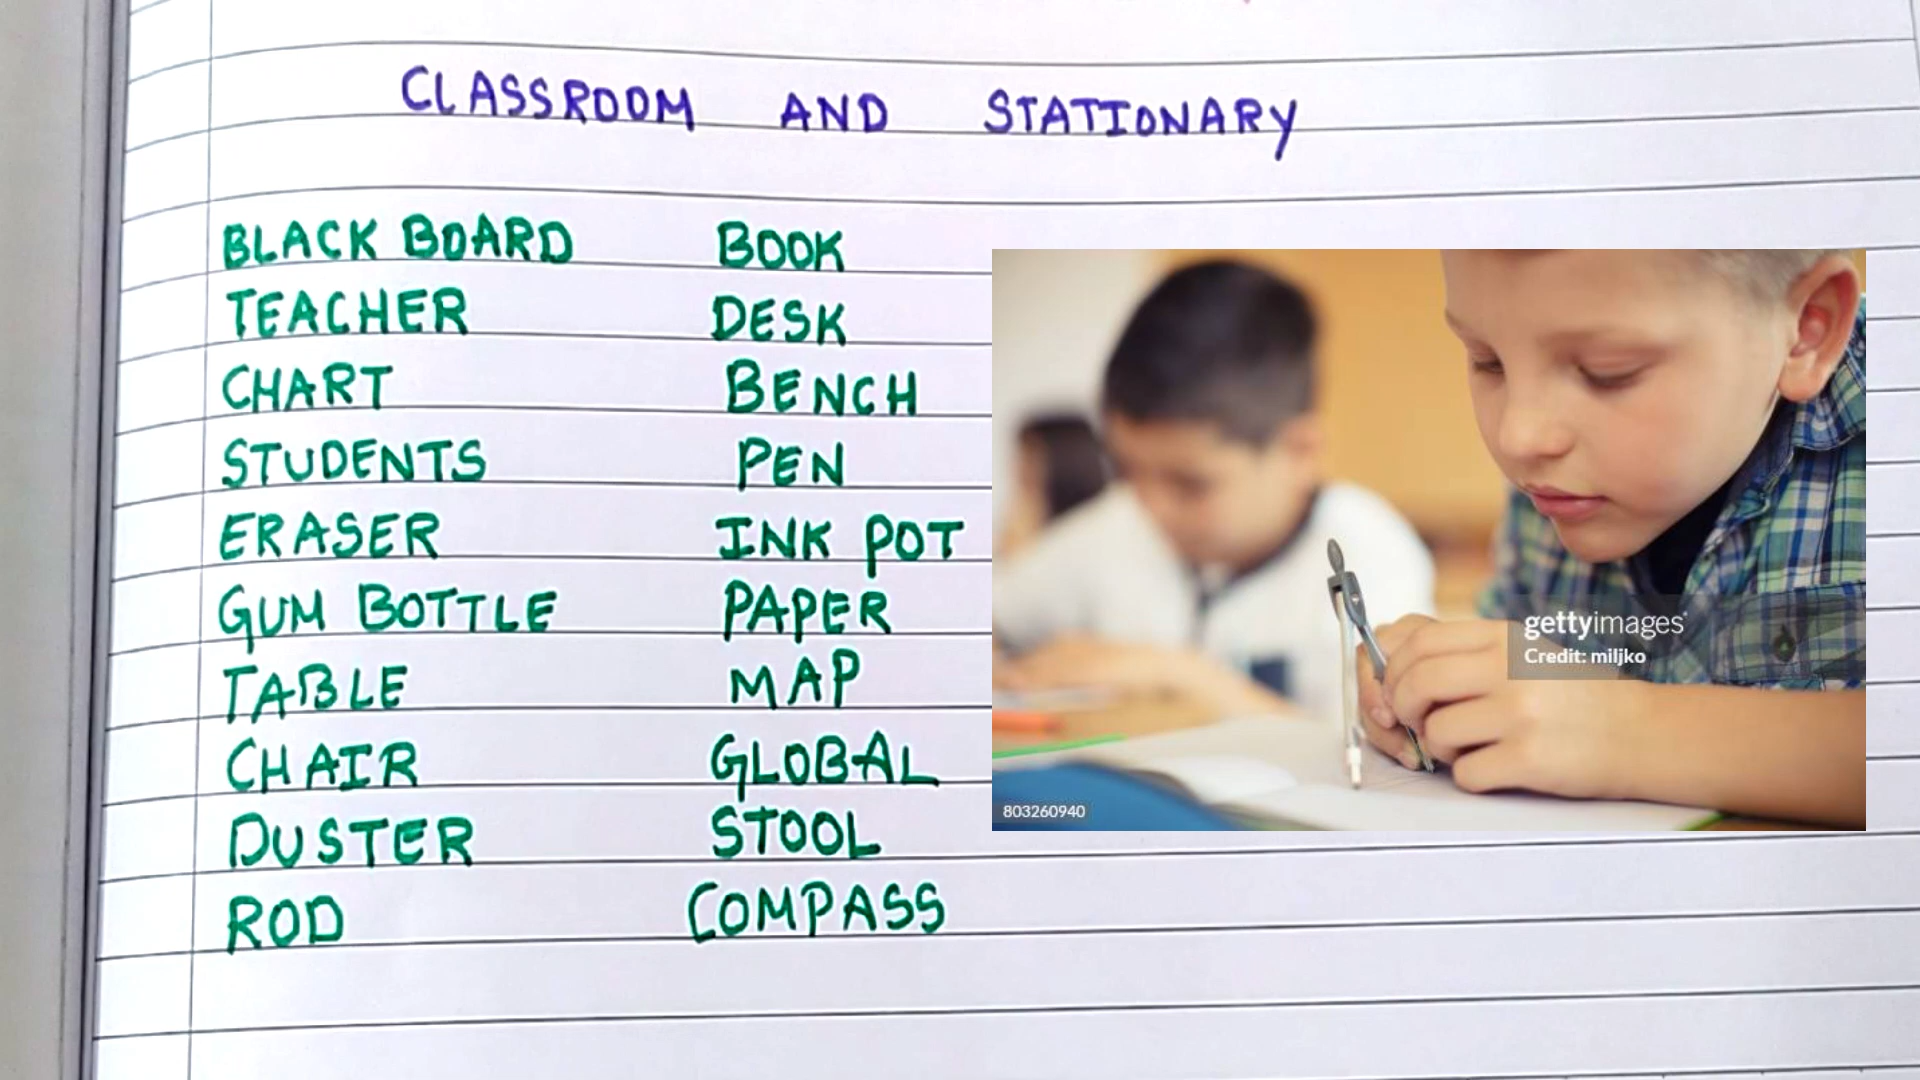 CLASSROOM AND STATIONARY
BLACK BOARD
TEACHER
CHART
STUDENTS
ERASER
GUM BOTTLE
TABLE
CHAIR
DUSTER
ROD
BOOK
DESK
BENCH
PEN
INK POT
PAPER
MAP
GLOBAL
STOOL
COMPASS
gettyimages
Credit: miljko
803260940